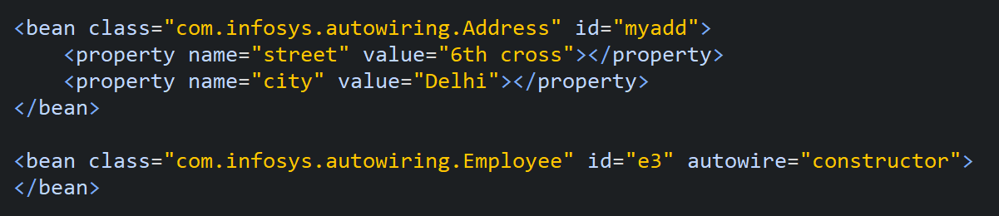 <bean class="com.infosys.autowiring.Address" id="myadd">
    <property name="street" value="6th cross"></property>
    <property name="city" value="Delhi"></property>
</bean>

<bean class="com.infosys.autowiring.Employee" id="e3" autowire="constructor">
</bean>